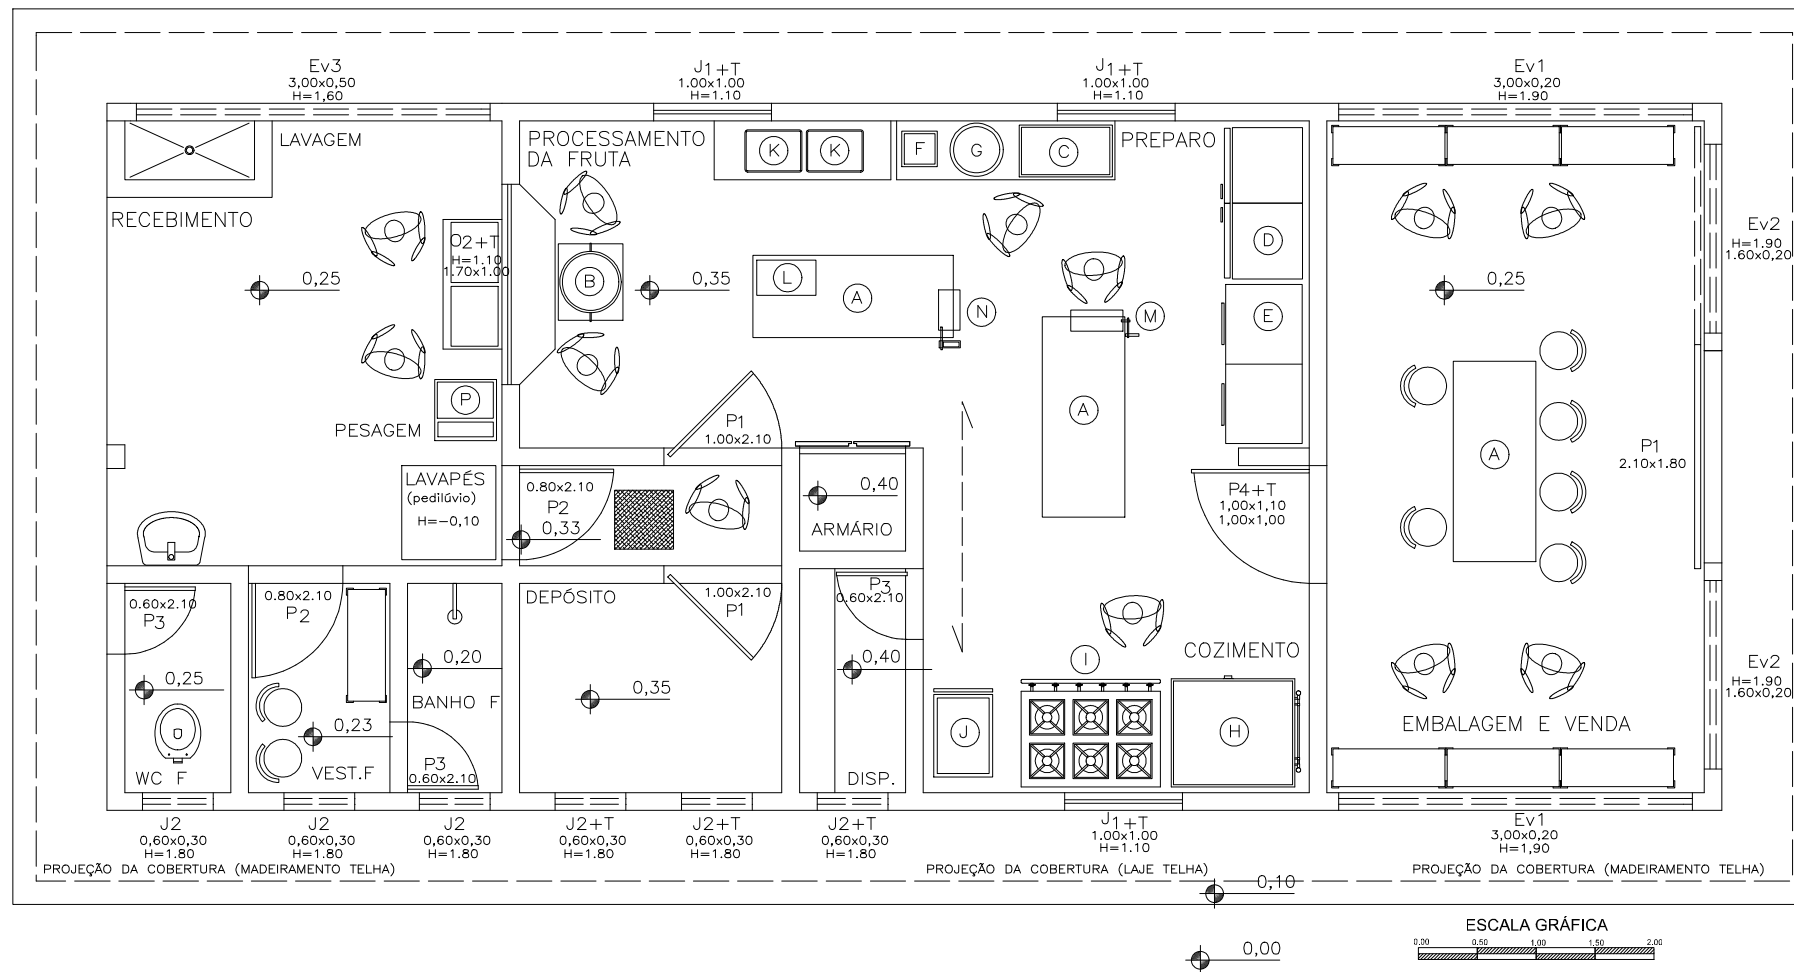 Ev3
3,00x0,50
H=1,60
J1+T
1.00x1.00
H=1.10
J1+T
1.00x1.00
H=1.10
Ev1
3,00x0,20
H=1.90
LAVAGEM
PROCESSAMENTO
DA FRUTA
K
K
F
G
C
PREPARO
RECEBIMENTO
O2+T
H=1.10
1.70x1.00
D
Ev2
H=1.90
1.60x0,20
0,25
B
0,35
L
A
N
M
E
0,25
P
PESAGEM
P1
1.00x2.10
A
A
P1
2.10x1.80
LAVAPÉS
(pedilúvio)
H=-0,10
0.80x2.10
P2
0,33
0,40
ARMÁRIO
P4+T
1,00x1,10
1,00x1,00
0.60x2.10
P3
0.80x2.10
P2
DEPÓSITO
1.00x2.10
P1
P3
0.60x2.10
0,25
0,20
BANHO F
0,35
0,40
I
COZIMENTO
Ev2
H=1.90
1.60x0,20
0,23
J
H
EMBALAGEM E VENDA
WC F
VEST.F
P3
0.60x2.10
DISP.
J2
0,60x0,30
H=1.80
J2
0,60x0,30
H=1.80
J2
0,60x0,30
H=1.80
J2+T
0,60x0,30
H=1.80
J2+T
0,60x0,30
H=1.80
J2+T
0,60x0,30
H=1.80
J1+T
1.00x1.00
H=1.10
Ev1
3,00x0,20
H=1,90
PROJEÇÃO DA COBERTURA (MADEIRAMENTO TELHA)
PROJEÇÃO DA COBERTURA (LAJE TELHA)
PROJEÇÃO DA COBERTURA (MADEIRAMENTO TELHA)
0,10
0,00
ESCALA GRÁFICA
0.00 0.50 1.00 1.50 2.00